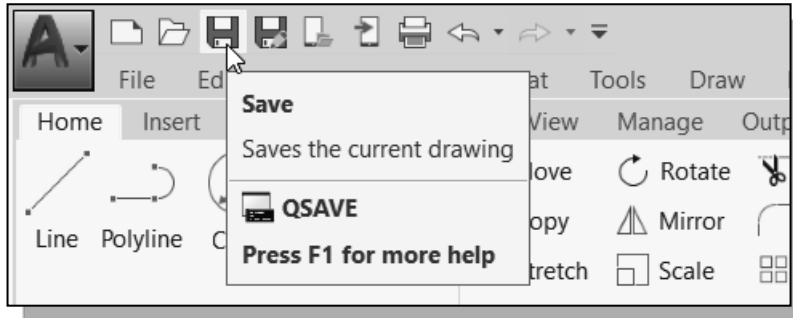 A
File Ed at Tools Draw
Home Insert View Manage Outp
Save
Saves the current drawing
QSAVE
Press F1 for more help
Line Polyline C
ove Rotate
opy Mirror
tretch Scale